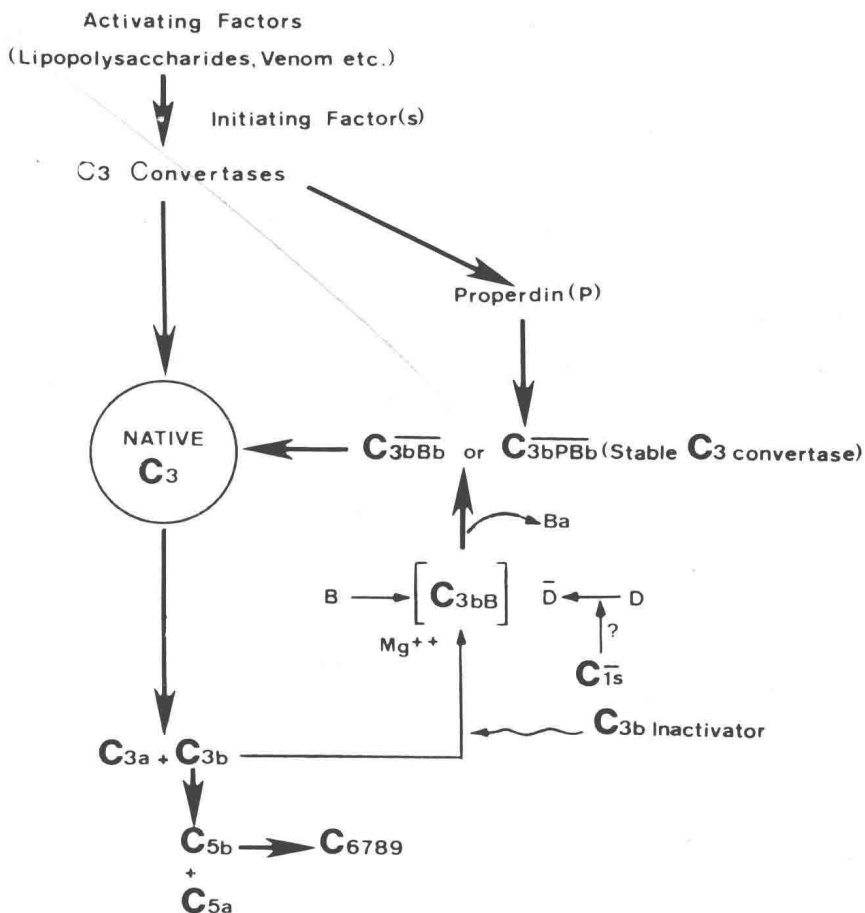 Activating Factors
(Lipopolysaccharides, Venom etc.)
Initiating Factor(s)
C3 Convertases
Properdin (P)
NATIVE
C3
C3bBb or C3bPBb (Stable C3 convertase)
Ba
B [C3bB] D̄ D
Mg++
?
C1̄s
C3b Inactivator
C3a + C3b
C5b C6789
+
C5a